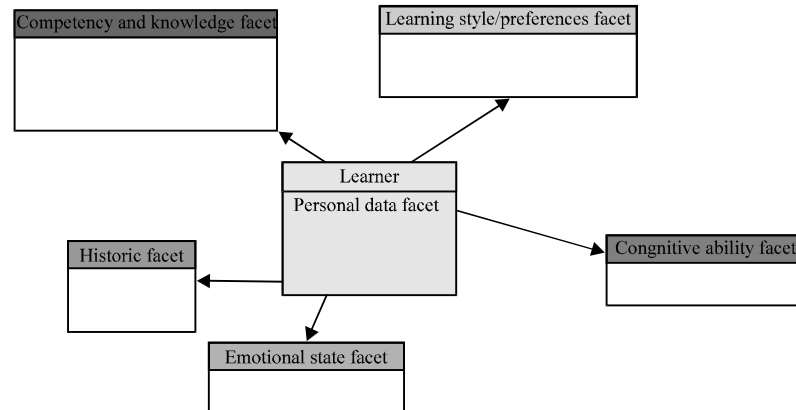 Competency and knowledge facet
Learning style/preferences facet
Learner
Personal data facet
Congnitive ability facet
Historic facet
Emotional state facet